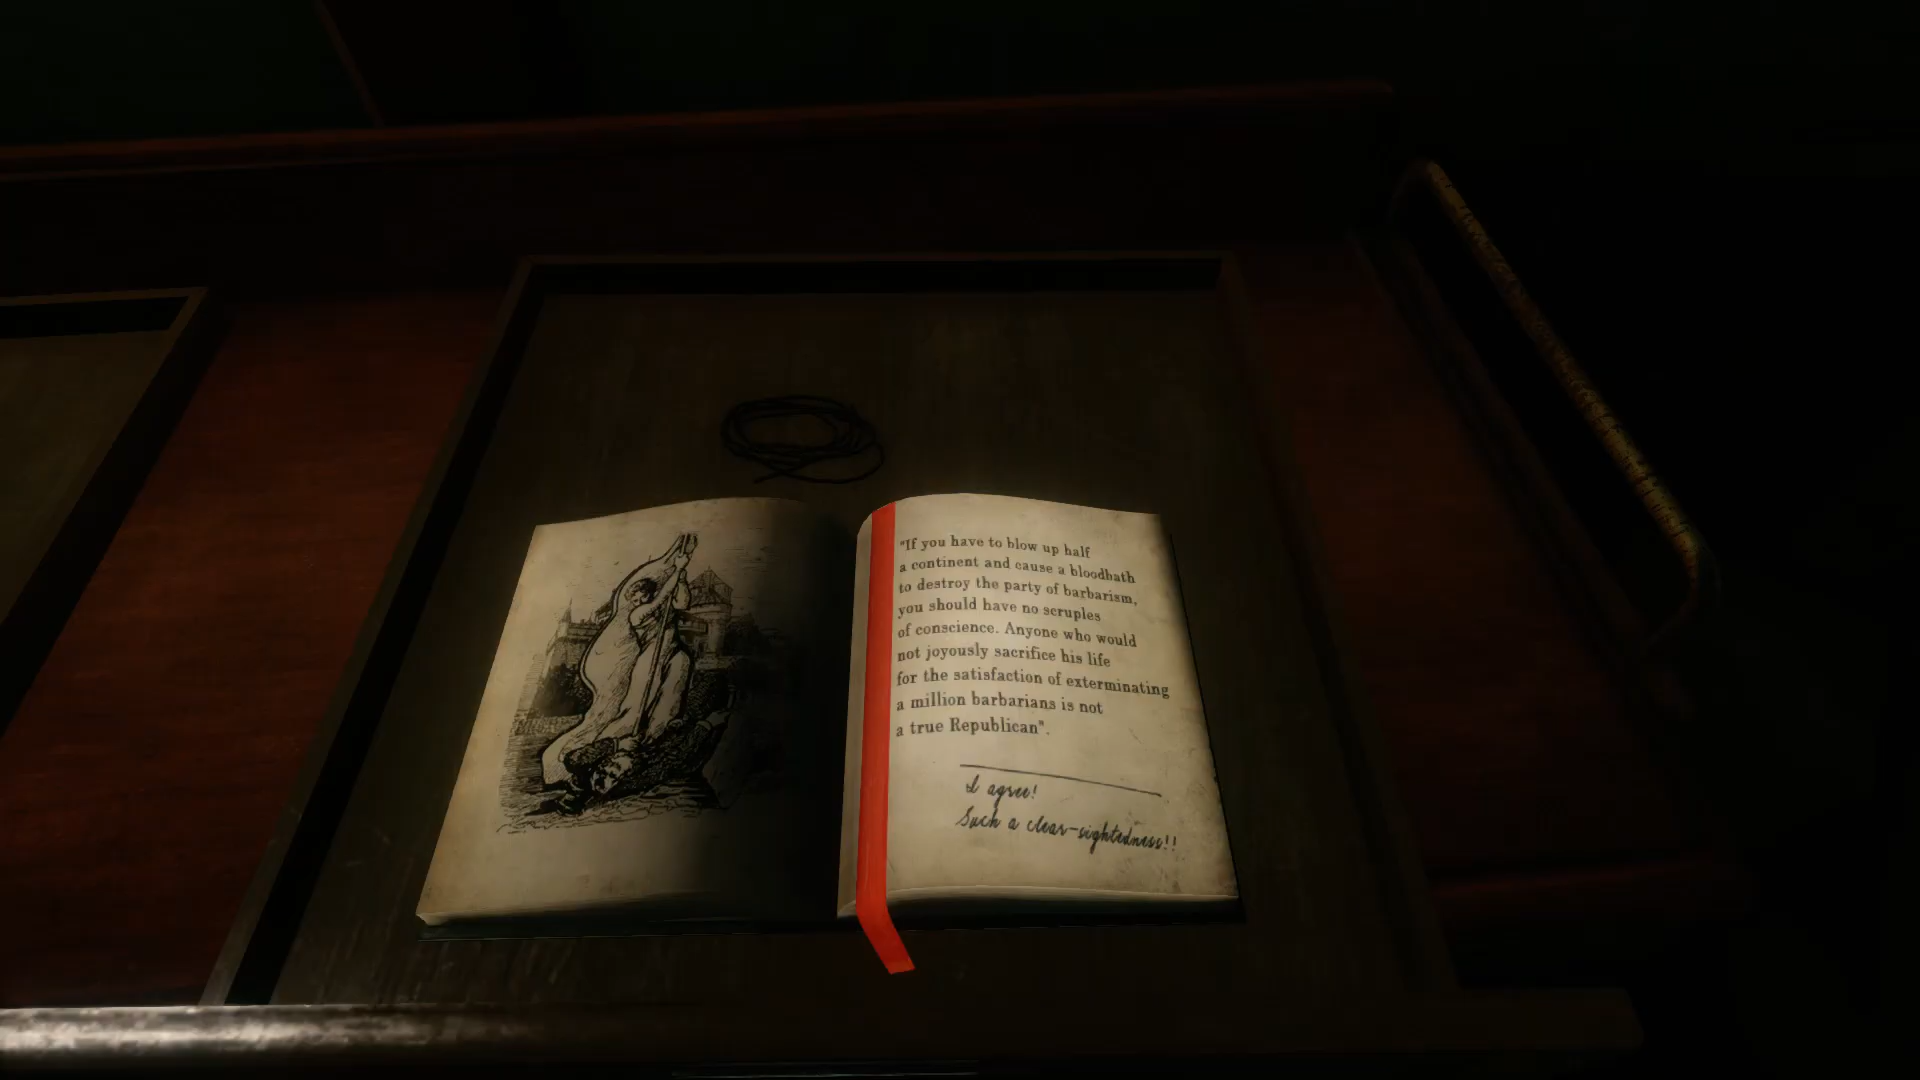 "If you have to blow up half
a continent and cause a bloodbath
to destroy the party of barbarism,
you should have no scruples
of conscience. Anyone who would
not joyously sacrifice his life
for the satisfaction of exterminating
a million barbarians is not
a true Republican".
I agree!
Such a clear-sightedness!!